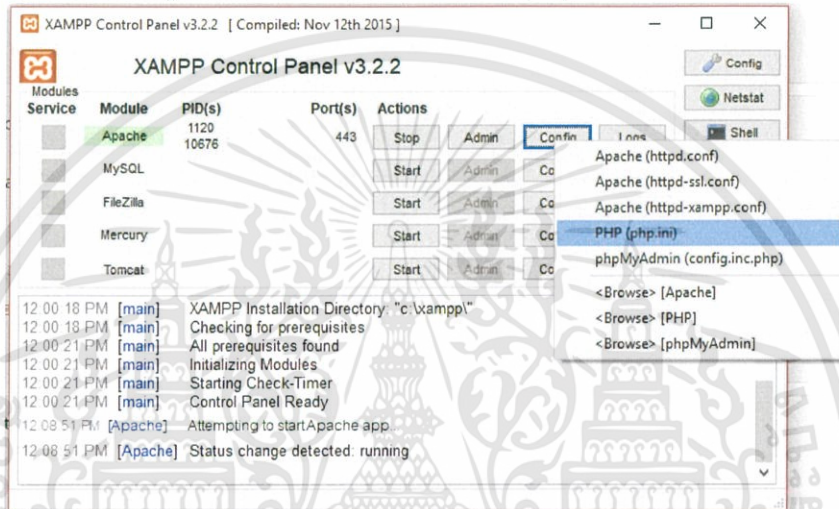 XAMPP Control Panel v3.2.2 [ Compiled: Nov 12th 2015 ]
XAMPP Control Panel v3.2.2
Config
Modules
Service Module PID(s) Port(s) Actions
Netstat
Apache 1120 10676 443 Stop Admin Config Logs Shell
MySQL Start Admin Co
FileZilla Start Admin Co
Mercury Start Admin Co
Tomcat Start Admin Co
Apache (httpd.conf)
Apache (httpd-ssl.conf)
Apache (httpd-xampp.conf)
PHP (php.ini)
phpMyAdmin (config.inc.php)
<Browse> [Apache]
<Browse> [PHP]
<Browse> [phpMyAdmin]
12:00:18 PM [main] XAMPP Installation Directory: "c:\xampp\"
12:00:18 PM [main] Checking for prerequisites
12:00:21 PM [main] All prerequisites found
12:00:21 PM [main] Initializing Modules
12:00:21 PM [main] Starting Check-Timer
12:00:21 PM [main] Control Panel Ready
12:08:51 PM [Apache] Attempting to start Apache app...
12:08:51 PM [Apache] Status change detected: running